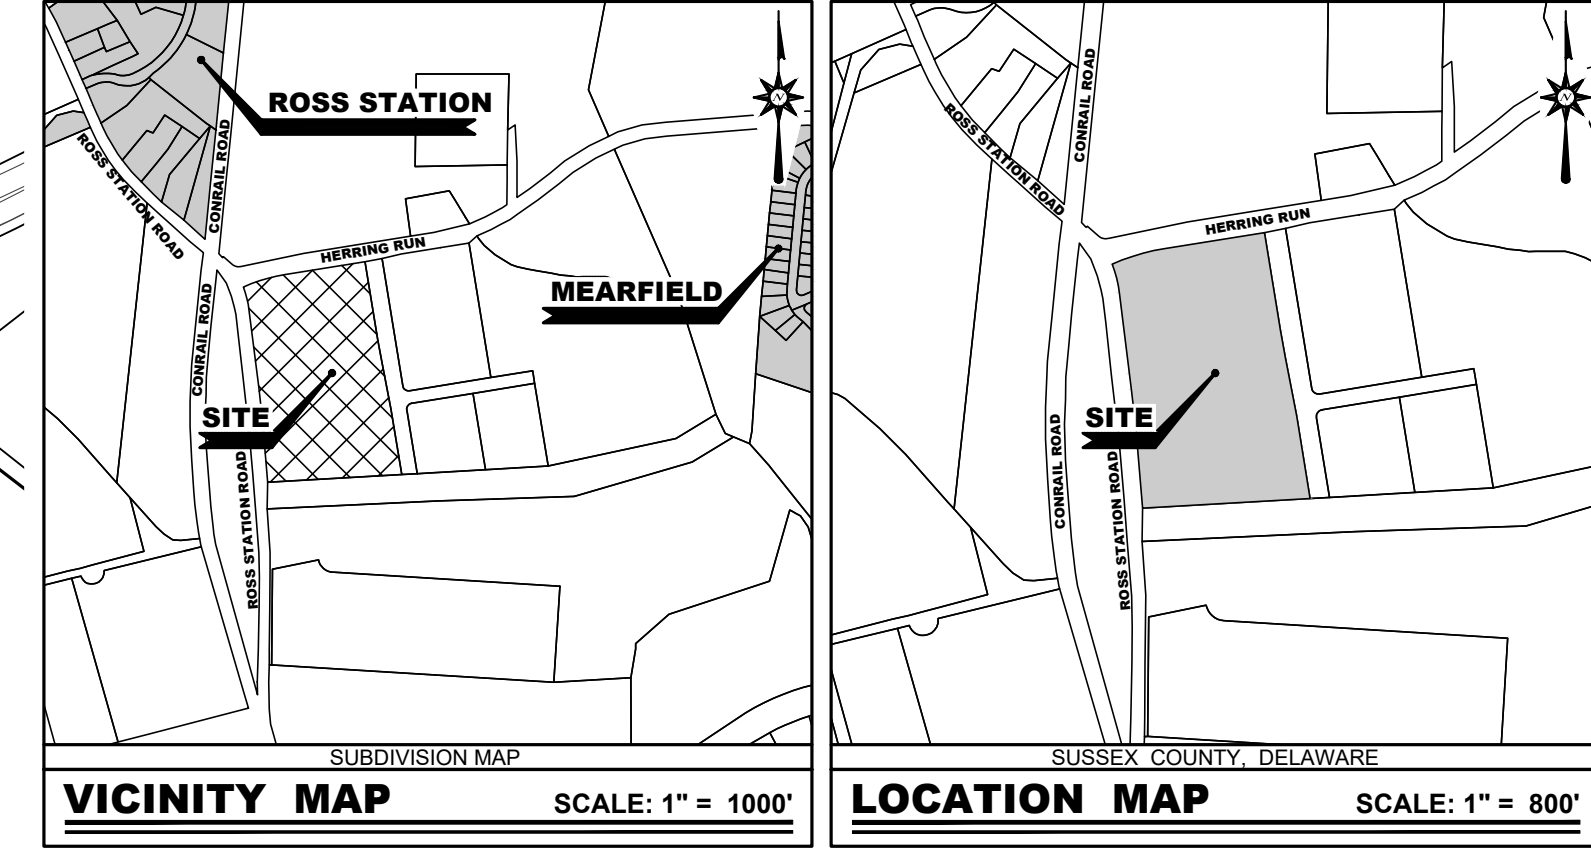 ROSS STATION
ROSS STATION ROAD
CONRAIL ROAD
HERRING RUN
MEARFIELD
CONRAIL ROAD
SITE
ROSS STATION ROAD
N
SUBDIVISION MAP
VICINITY MAP SCALE: 1" = 1000'
CONRAIL ROAD
ROSS STATION ROAD
HERRING RUN
SITE
CONRAIL ROAD
ROSS STATION ROAD
N
SUSSEX COUNTY, DELAWARE
LOCATION MAP SCALE: 1" = 800'